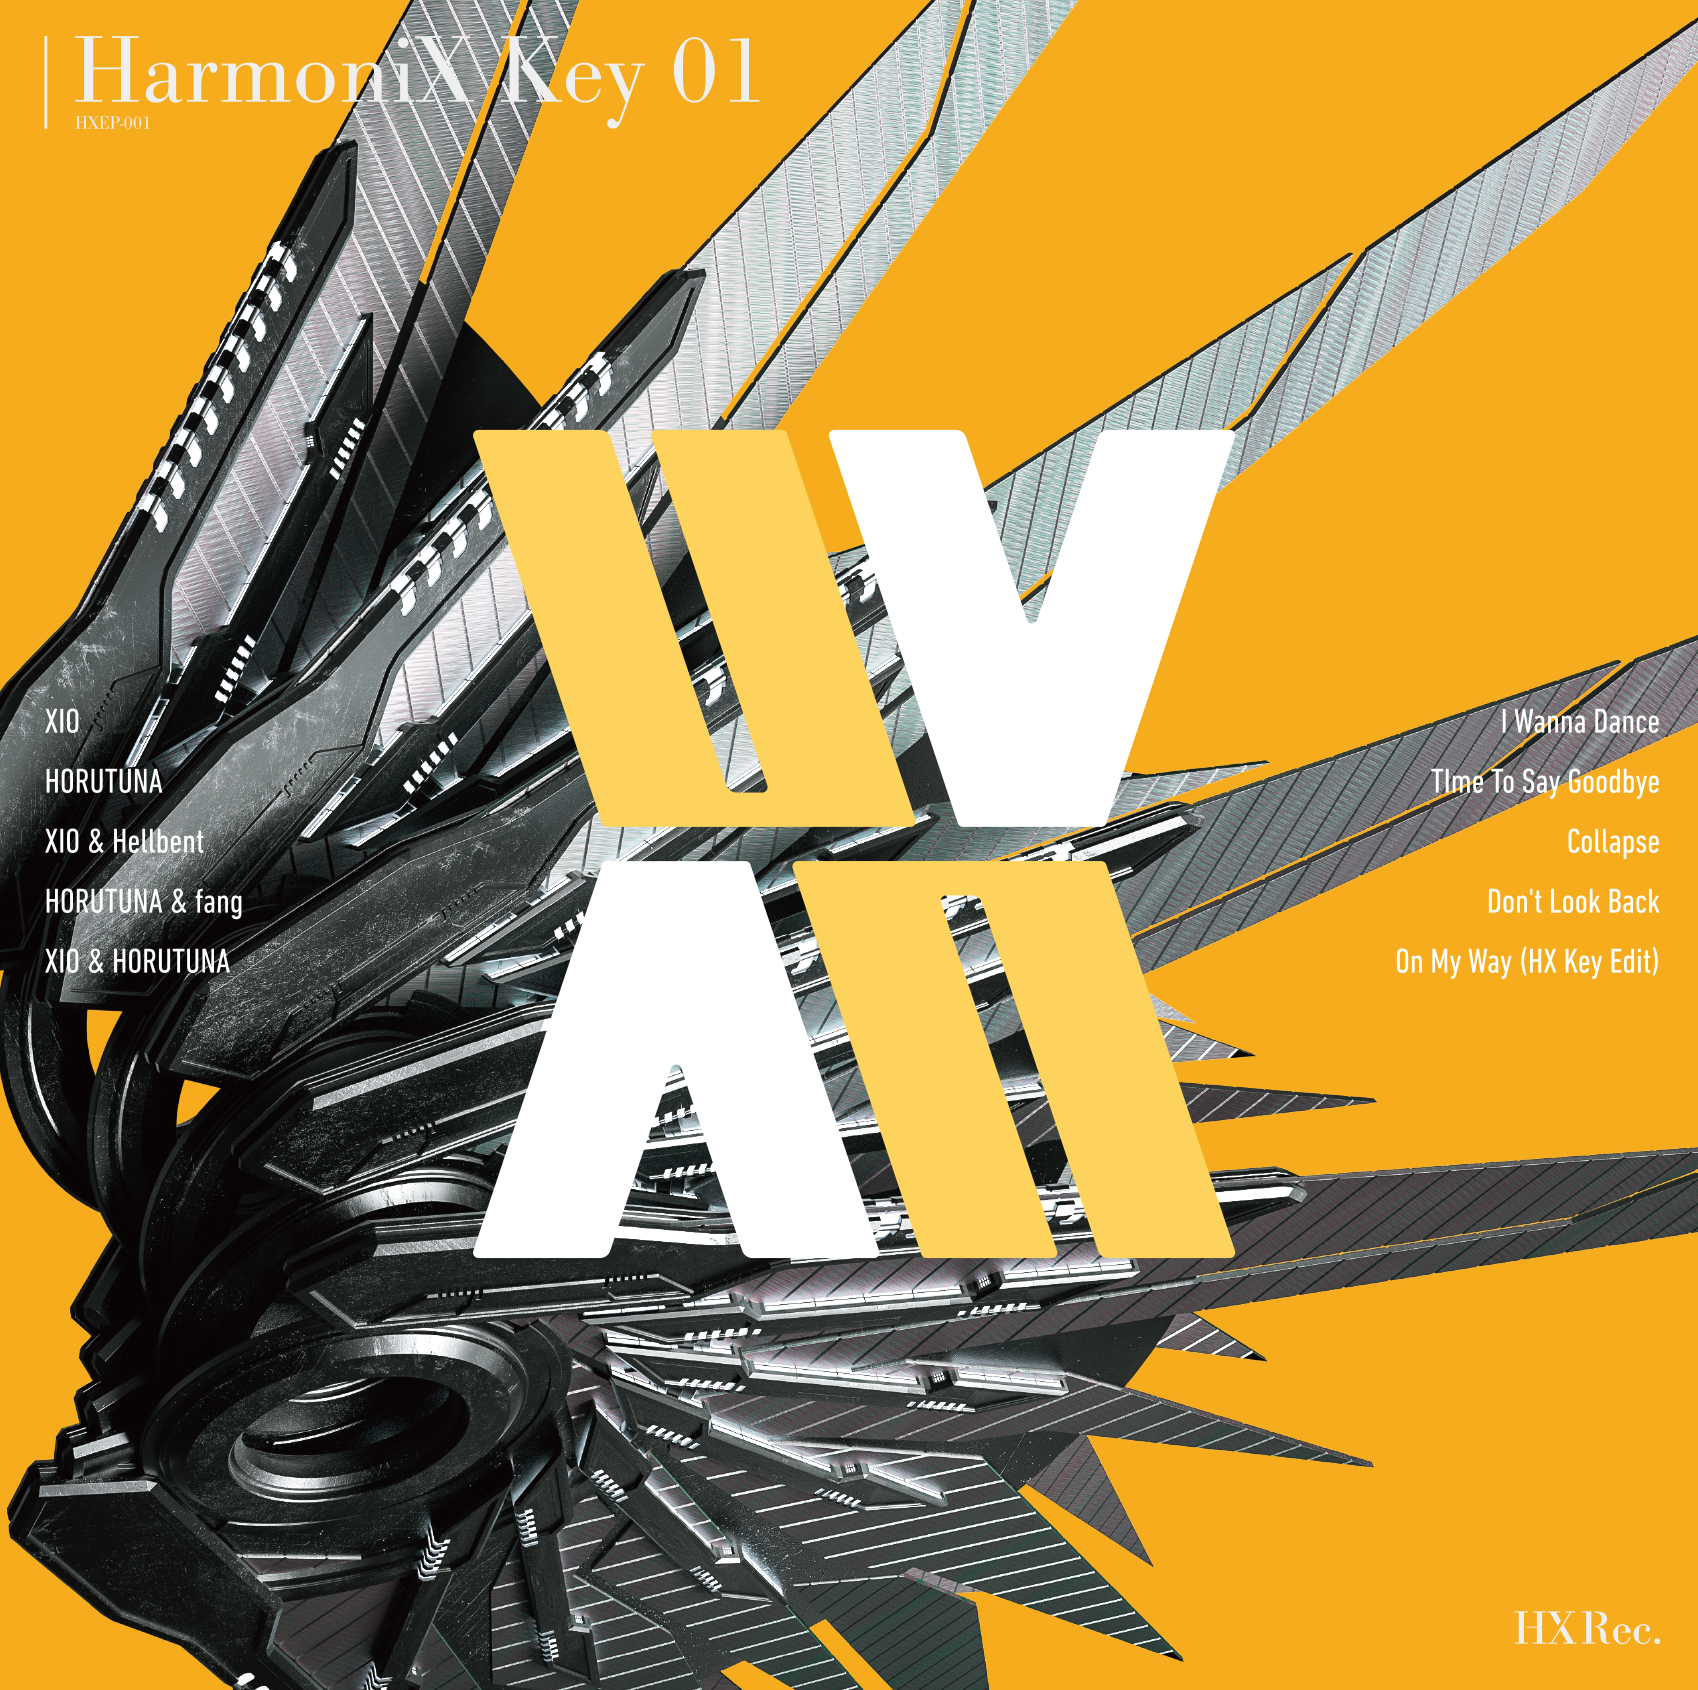 HarmoniX Key 01
HXEP-001
XIO
I Wanna Dance
HORUTUNA
TIme To Say Goodbye
XIO & Hellbent
Collapse
HORUTUNA & fang
Don't Look Back
XIO & HORUTUNA
On My Way (HX Key Edit)
HX Rec.